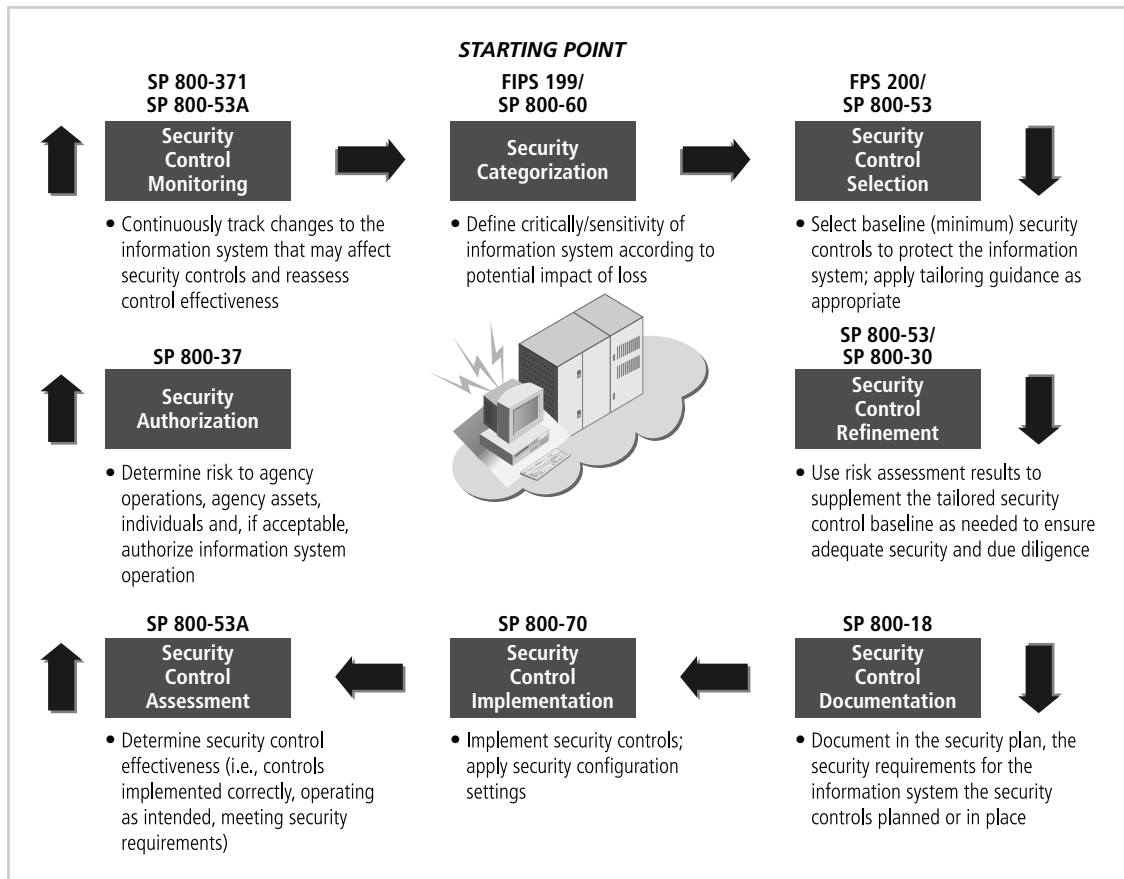 STARTING POINT
SP 800-371
SP 800-53A
Security
Control
Monitoring
• Continuously track changes to the
information system that may affect
security controls and reassess
control effectiveness
FIPS 199/
SP 800-60
Security
Categorization
• Define critically/sensitivity of
information system according to
potential impact of loss
FPS 200/
SP 800-53
Security
Control
Selection
• Select baseline (minimum) security
controls to protect the information
system; apply tailoring guidance as
appropriate
SP 800-37
Security
Authorization
• Determine risk to agency
operations, agency assets,
individuals and, if acceptable,
authorize information system
operation
SP 800-53/
SP 800-30
Security
Control
Refinement
• Use risk assessment results to
supplement the tailored security
control baseline as needed to ensure
adequate security and due diligence
SP 800-53A
Security
Control
Assessment
• Determine security control
effectiveness (i.e., controls
implemented correctly, operating
as intended, meeting security
requirements)
SP 800-70
Security
Control
Implementation
• Implement security controls;
apply security configuration
settings
SP 800-18
Security
Control
Documentation
• Document in the security plan, the
security requirements for the
information system the security
controls planned or in place